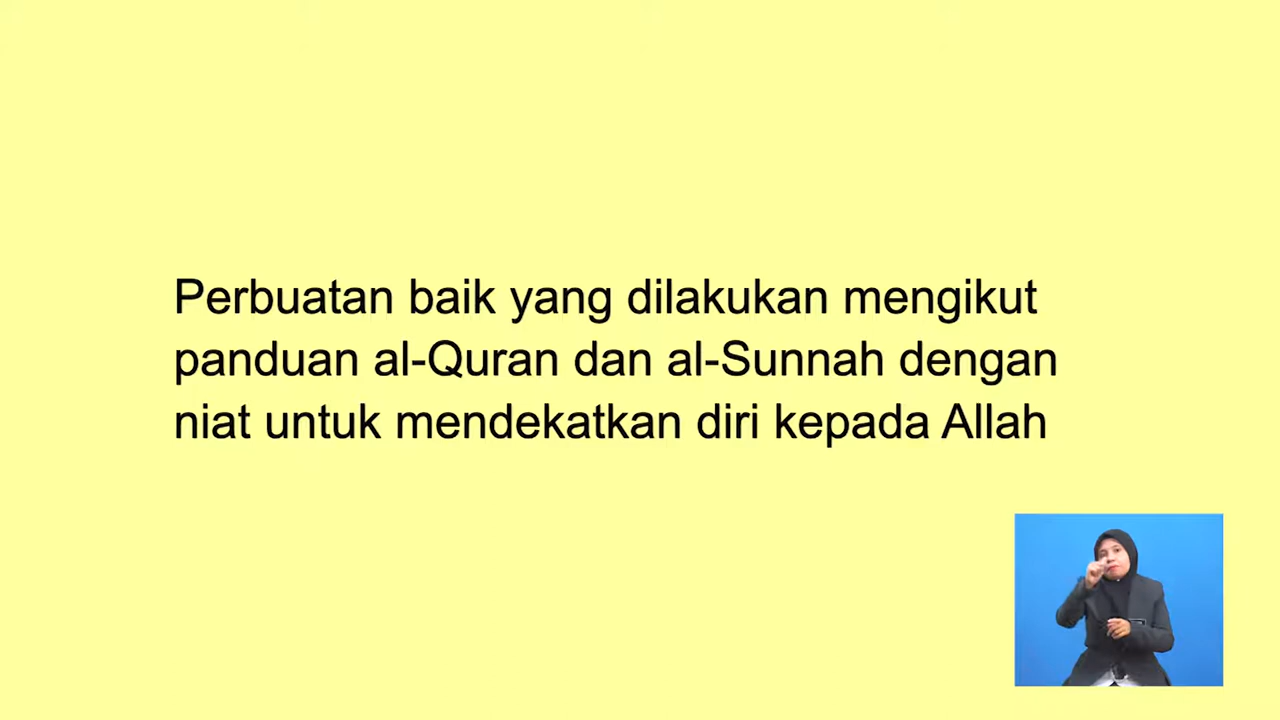 Perbuatan baik yang dilakukan mengikut
panduan al-Quran dan al-Sunnah dengan
niat untuk mendekatkan diri kepada Allah